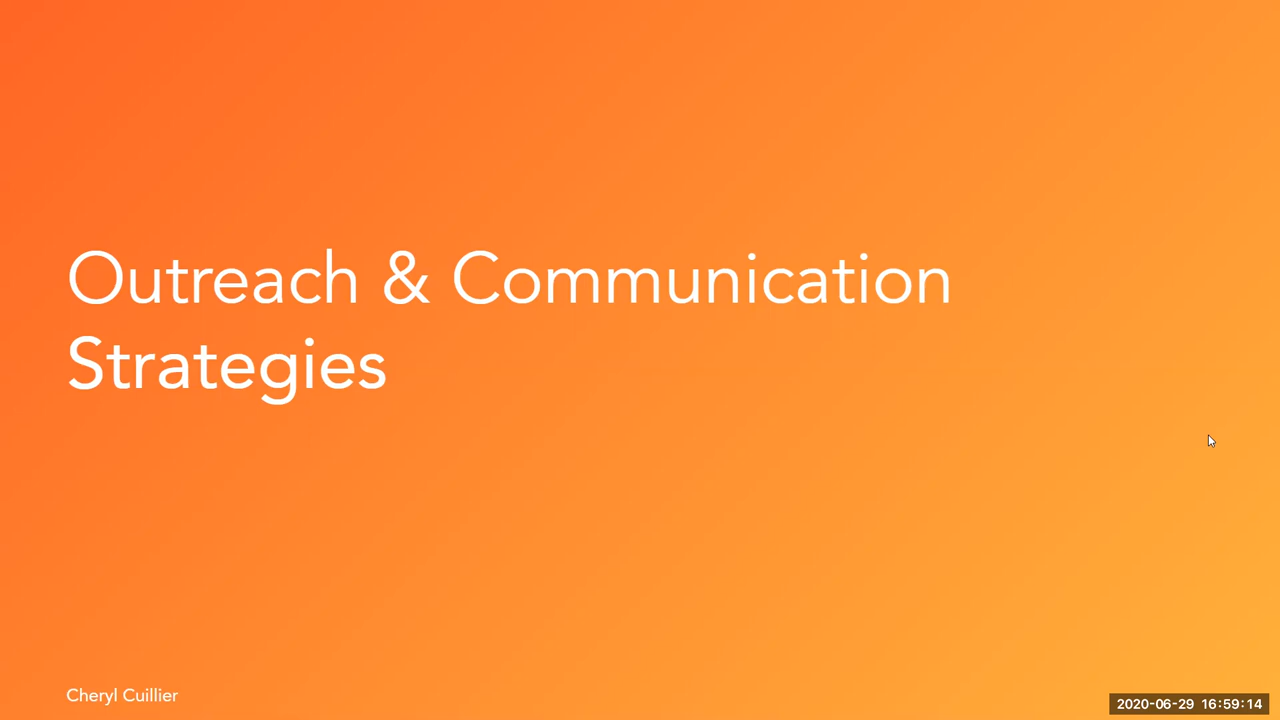 Outreach & Communication
Strategies
Cheryl Cuillier
2020-06-29 16:59:14